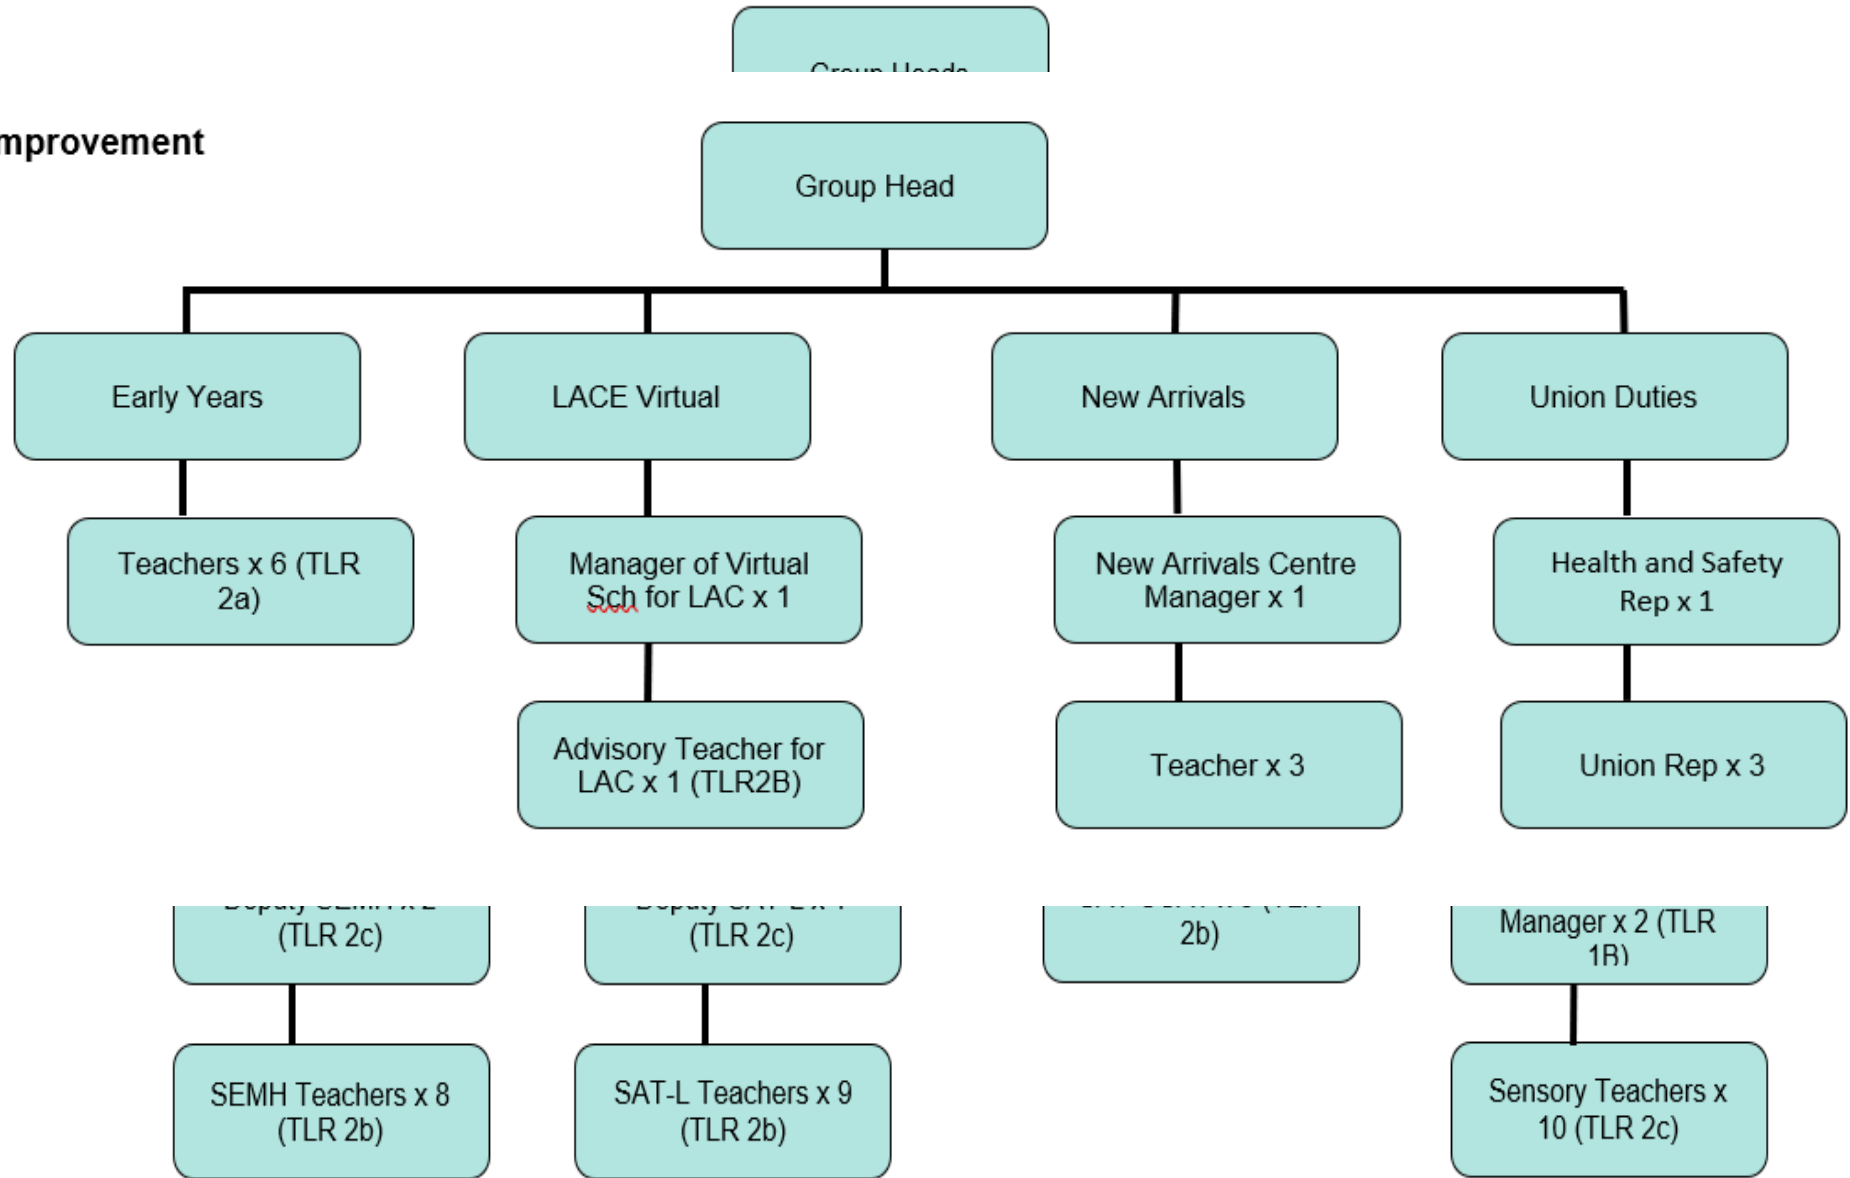 Group Heads
mprovement
Group Head
Early Years
LACE Virtual
New Arrivals
Union Duties
Teachers x 6 (TLR
2a)
Manager of Virtual
Sch for LAC x 1
New Arrivals Centre
Manager x 1
Health and Safety
Rep x 1
Advisory Teacher for
LAC x 1 (TLR2B)
Teacher x 3
Union Rep x 3
(TLR 2c)
(TLR 2c)
2b)
Manager x 2 (TLR
1B)
SEMH Teachers x 8
(TLR 2b)
SAT-L Teachers x 9
(TLR 2b)
Sensory Teachers x
10 (TLR 2c)